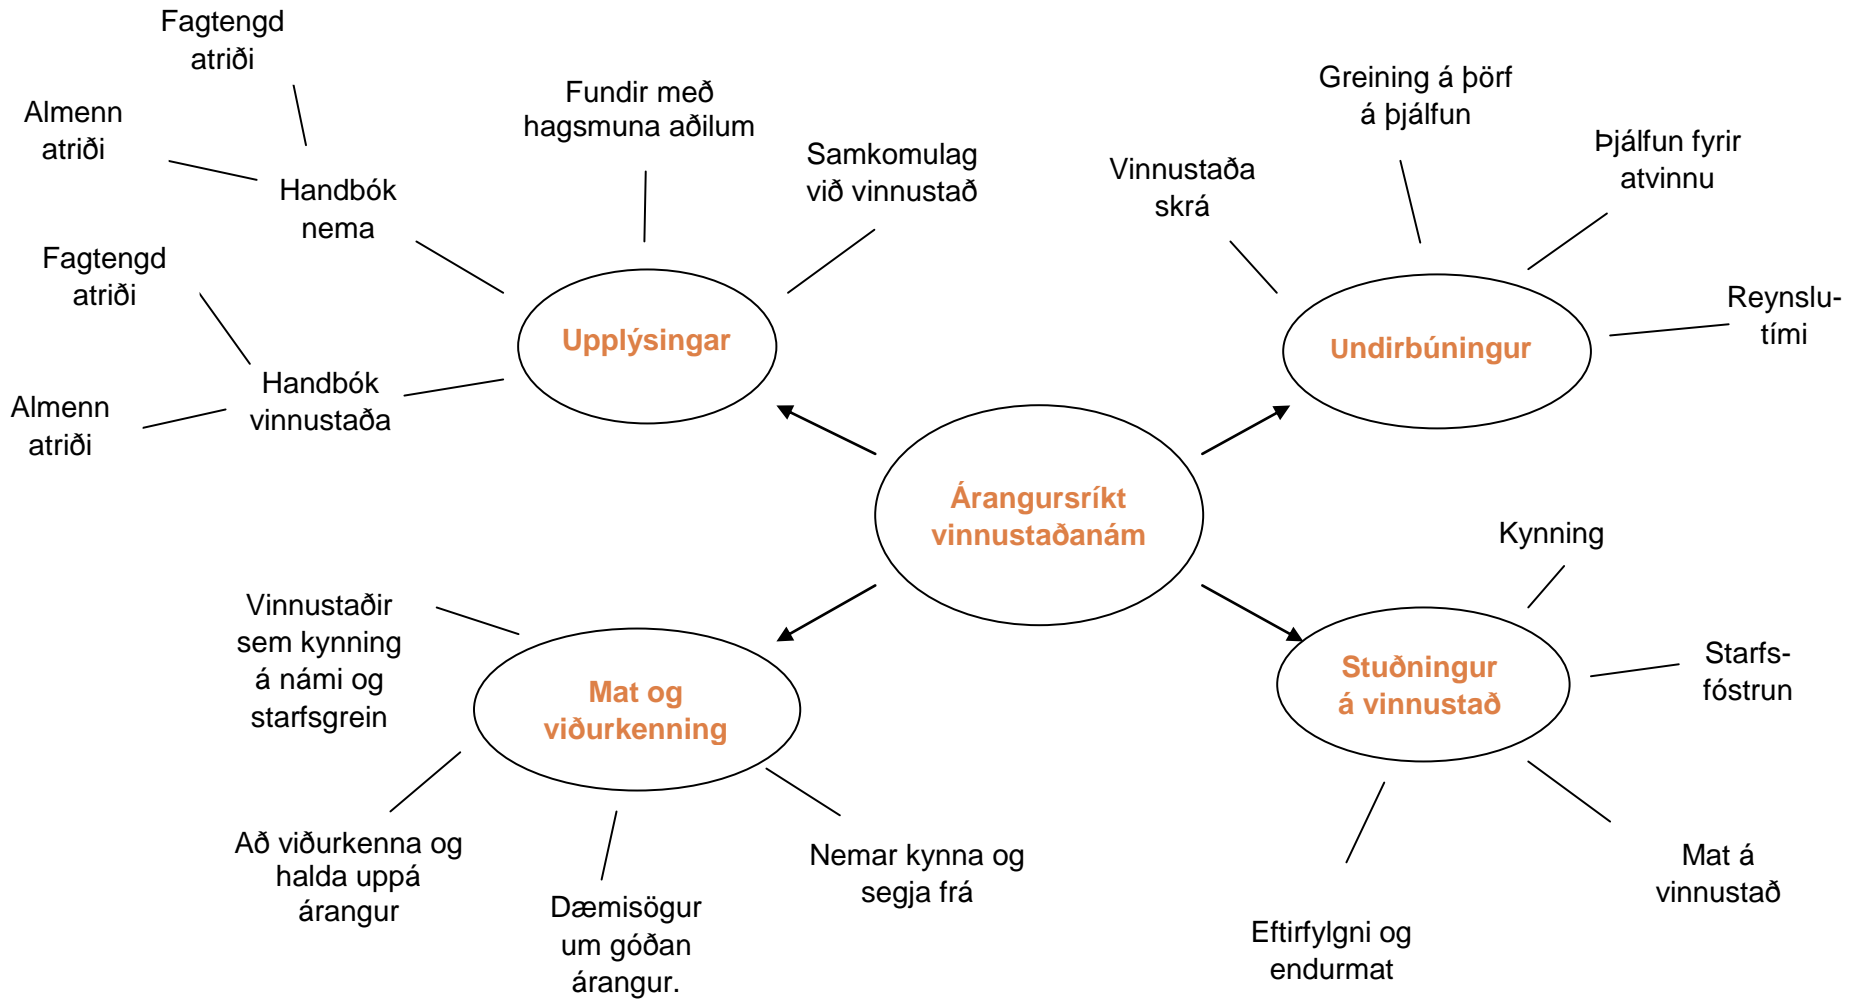 Fagtengd
atriði
Almenn
atriði
Handbók
nema
Fundir með
hagsmuna aðilum
Samkomulag
við vinnustað
Fagtengd
atriði
Almenn
atriði
Handbók
vinnustaða
Upplýsingar
Greining á þörf
á þjálfun
Þjálfun fyrir
atvinnu
Vinnustaða
skrá
Reynslu-
tími
Undirbúningur
Árangursríkt
vinnustaðanám
Vinnustaðir
sem kynning
á námi og
starfsgrein
Mat og
viðurkenning
Að viðurkenna og
halda uppá
árangur
Dæmisögur
um góðan
árangur.
Nemar kynna og
segja frá
Kynning
Stuðningur
á vinnustað
Starfs-
fóstrun
Mat á
vinnustað
Eftirfylgni og
endurmat